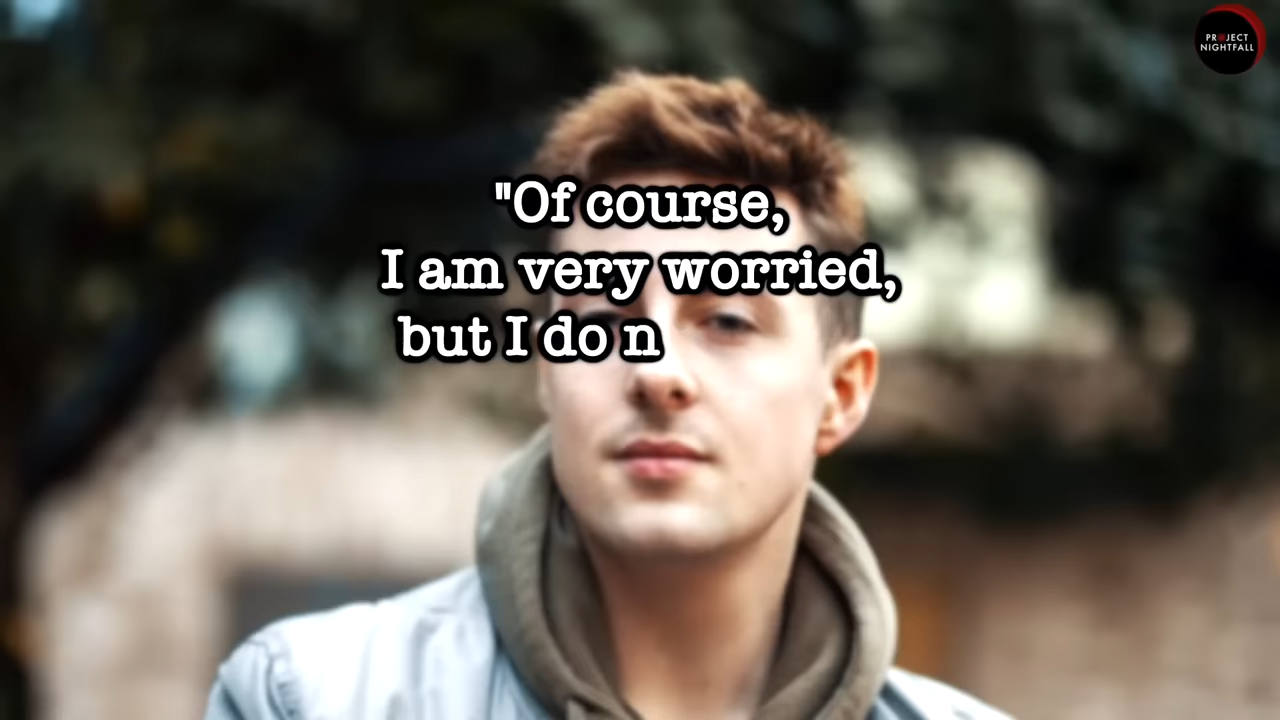 "Of course,
I am very worried,
but I do n
PROJECT
NIGHTFALL